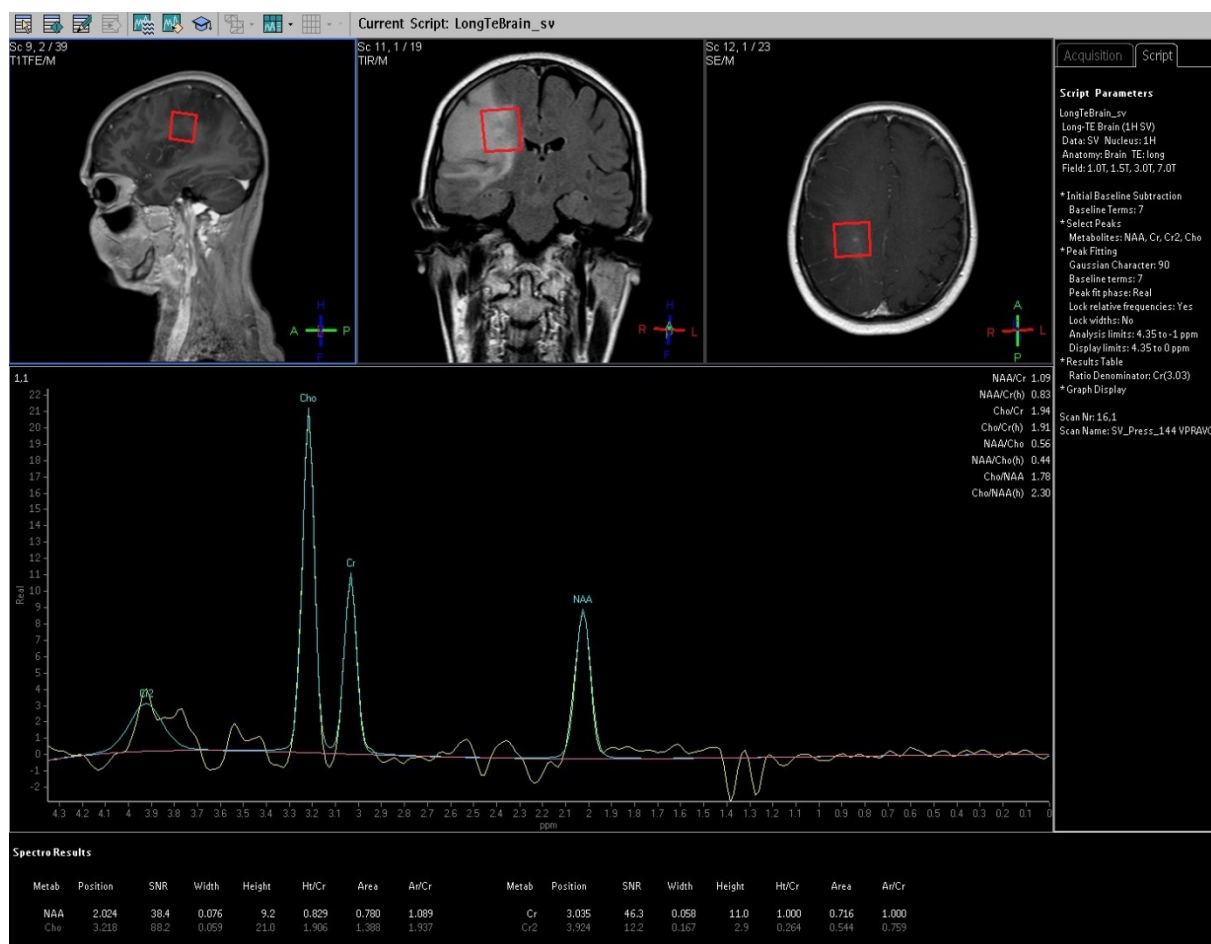 Current Script: LongTeBrain_sv
Sc 9, 2 / 39
T1TFE/M
H
A
P
F
Sc 11, 1 / 19
TIR/M
H
R
A
L
F
Sc 12, 1 / 23
SE/M
A
R
L
P
Acquisition
Script
Script Parameters
LongTeBrain_sv
Long-TE Brain (1H SV)
Data: SV Nucleus: 1H
Anatomy: Brain TE: long
Field: 1.0T, 1.5T, 3.0T, 7.0T
* Initial Baseline Subtraction
Baseline Terms: 7
* Select Peaks
Metabolites: NAA, Cr, Cr2, Cho
* Peak Fitting
Gaussian Character: 90
Baseline terms: 7
Peak fit phase: Real
Lock relative frequencies: Yes
Lock widths: No
Analysis limits: 4.35 to -1 ppm
Display limits: 4.35 to 0 ppm
* Results Table
Ratio Denominator: Cr(3.03)
* Graph Display
Scan Nr: 16,1
Scan Name: SV_Press_144 VPRAVO
1,1
NAA/Cr 1.09
NAA/Cr(h) 0.83
Cho/Cr 1.94
Cho/Cr(h) 1.91
NAA/Cho 0.56
NAA/Cho(h) 0.44
Cho/NAA 1.78
Cho/NAA(h) 2.30
Cho
Cr
NAA
Cr2
22
21
20
19
18
17
16
15
14
13
12
11
10
9
8
7
6
5
4
3
2
1
0
-1
-2
Real
4.3 4.2 4.1 4 3.9 3.8 3.7 3.6 3.5 3.4 3.3 3.2 3.1 3 2.9 2.8 2.7 2.6 2.5 2.4 2.3 2.2 2.1 2 1.9 1.8 1.7 1.6 1.5 1.4 1.3 1.2 1.1 1 0.9 0.8 0.7 0.6 0.5 0.4 0.3 0.2 0.1 0
ppm
Spectro Results
Metab Position SNR Width Height Ht/Cr Area Ar/Cr Metab Position SNR Width Height Ht/Cr Area Ar/Cr
NAA 2.024 38.4 0.076 9.2 0.829 0.780 1.089 Cr 3.035 46.3 0.058 11.0 1.000 0.716 1.000
Cho 3.218 88.2 0.059 21.0 1.906 1.388 1.937 Cr2 3.924 12.2 0.167 2.9 0.264 0.544 0.759